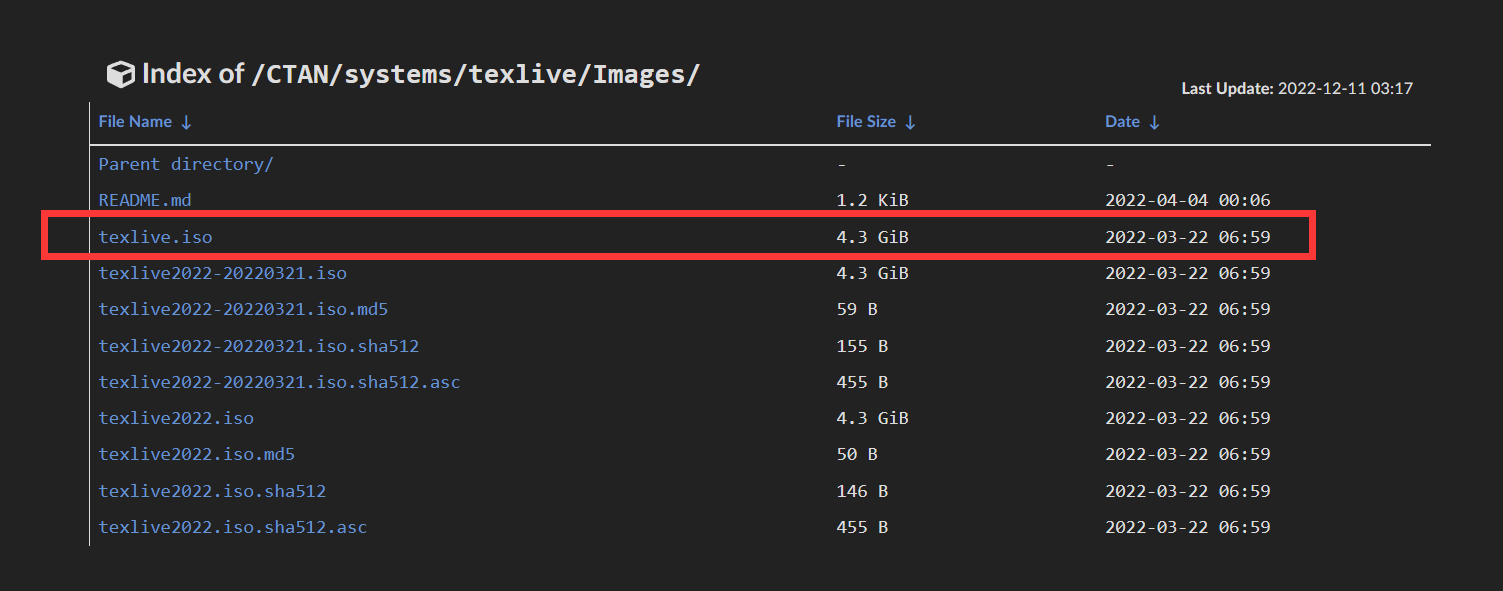 Index of /CTAN/systems/texlive/Images/
Last Update: 2022-12-11 03:17
File Name ↓ File Size ↓ Date ↓
Parent directory/ - -
README.md 1.2 KiB 2022-04-04 00:06
texlive.iso 4.3 GiB 2022-03-22 06:59
texlive2022-20220321.iso 4.3 GiB 2022-03-22 06:59
texlive2022-20220321.iso.md5 59 B 2022-03-22 06:59
texlive2022-20220321.iso.sha512 155 B 2022-03-22 06:59
texlive2022-20220321.iso.sha512.asc 455 B 2022-03-22 06:59
texlive2022.iso 4.3 GiB 2022-03-22 06:59
texlive2022.iso.md5 50 B 2022-03-22 06:59
texlive2022.iso.sha512 146 B 2022-03-22 06:59
texlive2022.iso.sha512.asc 455 B 2022-03-22 06:59